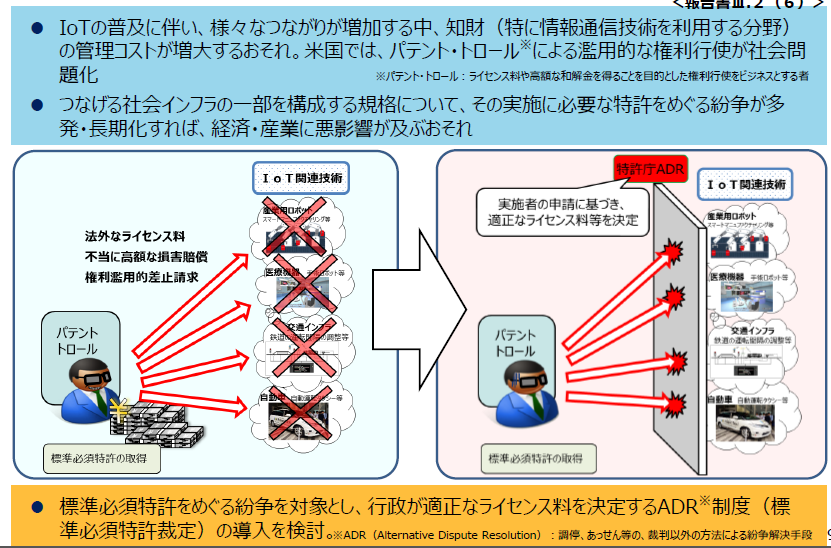 <報告書Ⅲ.2（6）>
● IoTの普及に伴い、様々なつながりが増加する中、知財（特に情報通信技術を利用する分野）
の管理コストが増大するおそれ。米国では、パテント・トロール※による濫用的な権利行使が社会問
題化
※パテント・トロール：ライセンス料や高額な和解金を得ることを目的とした権利行使をビジネスとする者
● つなげる社会インフラの一部を構成する規格について、その実施に必要な特許をめぐる紛争が多
発・長期化すれば、経済・産業に悪影響が及ぶおそれ
IoT関連技術
産業用ロボット
スマートマニュファクチャリング等
法外なライセンス料
不当に高額な損害賠償
権利濫用的差止請求
医療機器 手術ロボット等
交通インフラ
鉄道の運転間隔の調整等
自動車 自動運転タクシー等
パテント
トロール
¥
標準必須特許の取得
特許庁ADR
実施者の申請に基づき、
適正なライセンス料等を決定
IoT関連技術
産業用ロボット
スマートマニュファクチャリング等
医療機器 手術ロボット等
交通インフラ
鉄道の運転間隔の調整等
自動車 自動運転タクシー等
パテント
トロール
標準必須特許の取得
● 標準必須特許をめぐる紛争を対象とし、行政が適正なライセンス料を決定するADR※制度（標
準必須特許裁定）の導入を検討。※ADR（Alternative Dispute Resolution）：調停、あっせん等の、裁判以外の方法による紛争解決手段